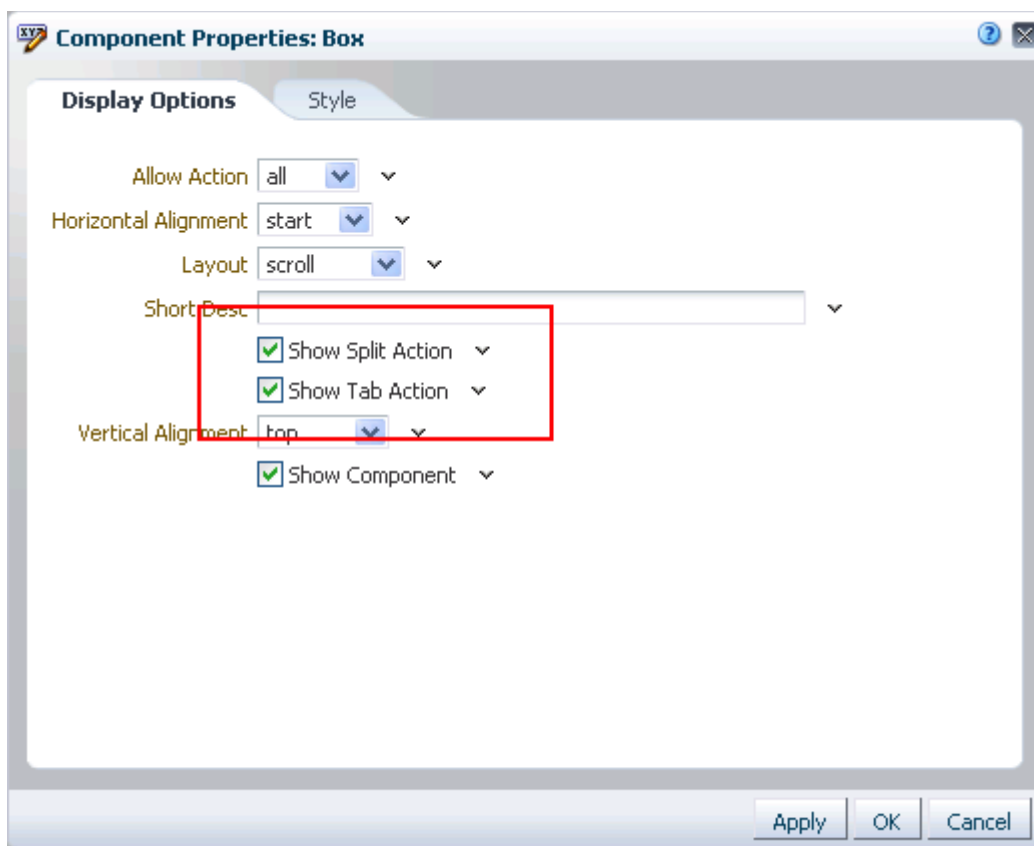 Component Properties: Box
Display Options Style
Allow Action all
Horizontal Alignment start
Layout scroll
Short Desc
Show Split Action
Show Tab Action
Vertical Alignment top
Show Component
Apply OK Cancel